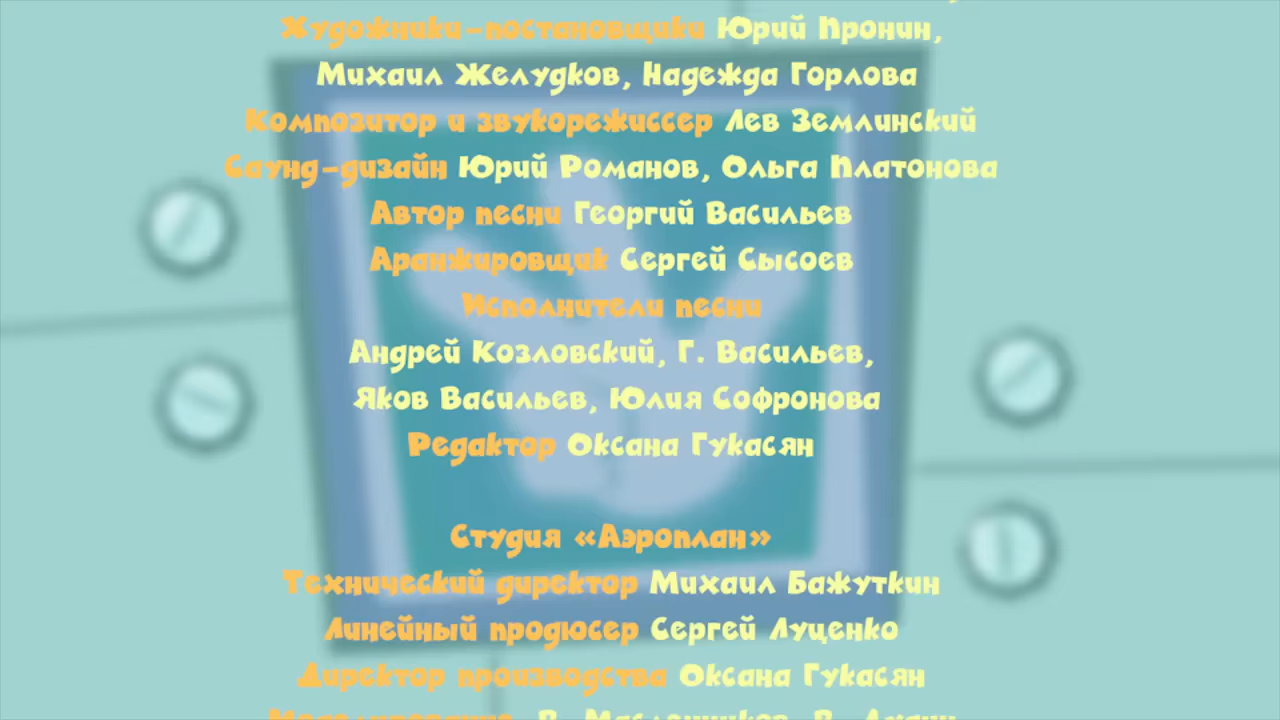 Художники-постановщики Юрий Пронин,
Михаил Желудков, Надежда Горлова
Композитор и звукорежиссер Лев Землинский
Саунд-дизайн Юрий Романов, Ольга Платонова
Автор песни Георгий Васильев
Аранжировщик Сергей Сысоев
Исполнители песни
Андрей Козловский, Г. Васильев,
Яков Васильев, Юлия Софронова
Редактор Оксана Гукасян
Студия «Аэроплан»
Технический директор Михаил Бажуткин
Линейный продюсер Сергей Луценко
Директор производства Оксана Гукасян